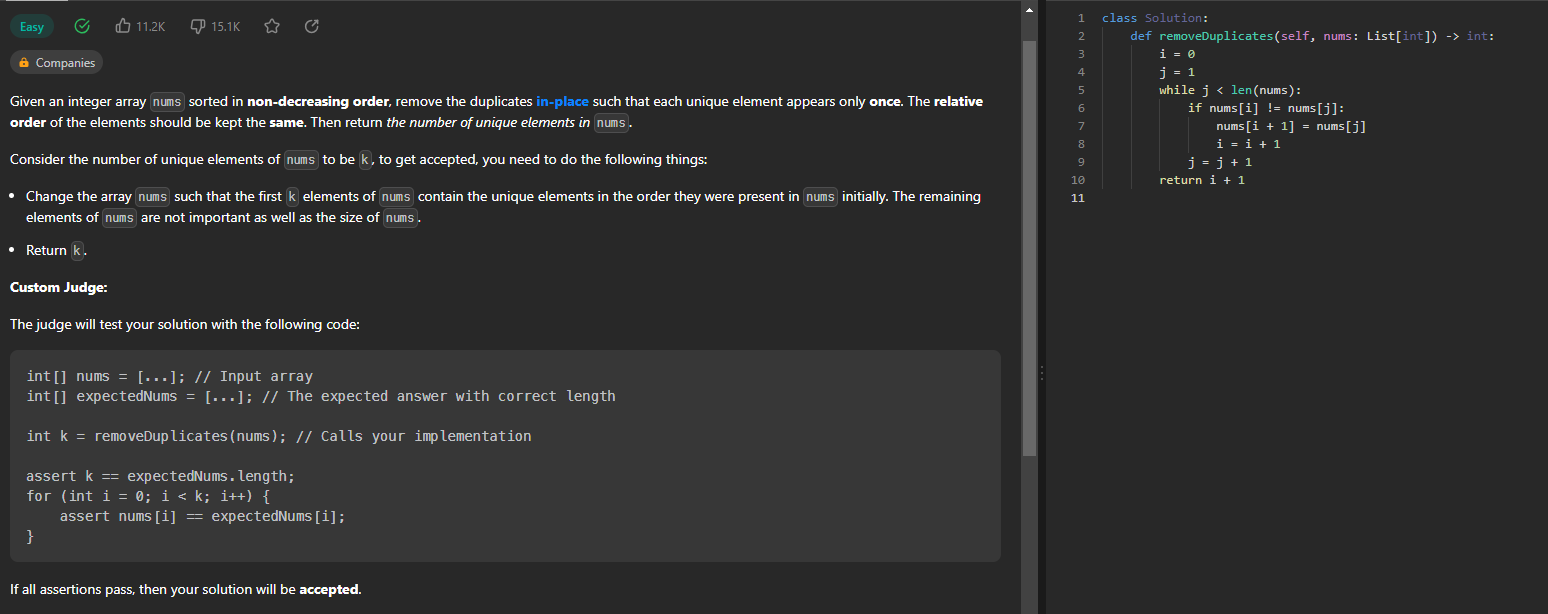 Easy 11.2K 15.1K
Companies
Given an integer array nums sorted in non-decreasing order, remove the duplicates in-place such that each unique element appears only once. The relative
order of the elements should be kept the same. Then return the number of unique elements in nums.
Consider the number of unique elements of nums to be k, to get accepted, you need to do the following things:
• Change the array nums such that the first k elements of nums contain the unique elements in the order they were present in nums initially. The remaining
elements of nums are not important as well as the size of nums.
• Return k.
Custom Judge:
The judge will test your solution with the following code:
int[] nums = [...]; // Input array
int[] expectedNums = [...]; // The expected answer with correct length
int k = removeDuplicates(nums); // Calls your implementation
assert k == expectedNums.length;
for (int i = 0; i < k; i++) {
    assert nums[i] == expectedNums[i];
}
If all assertions pass, then your solution will be accepted.
1 class Solution:
2     def removeDuplicates(self, nums: List[int]) -> int:
3         i = 0
4         j = 1
5         while j < len(nums):
6             if nums[i] != nums[j]:
7                 nums[i + 1] = nums[j]
8                 i = i + 1
9             j = j + 1
10         return i + 1
11